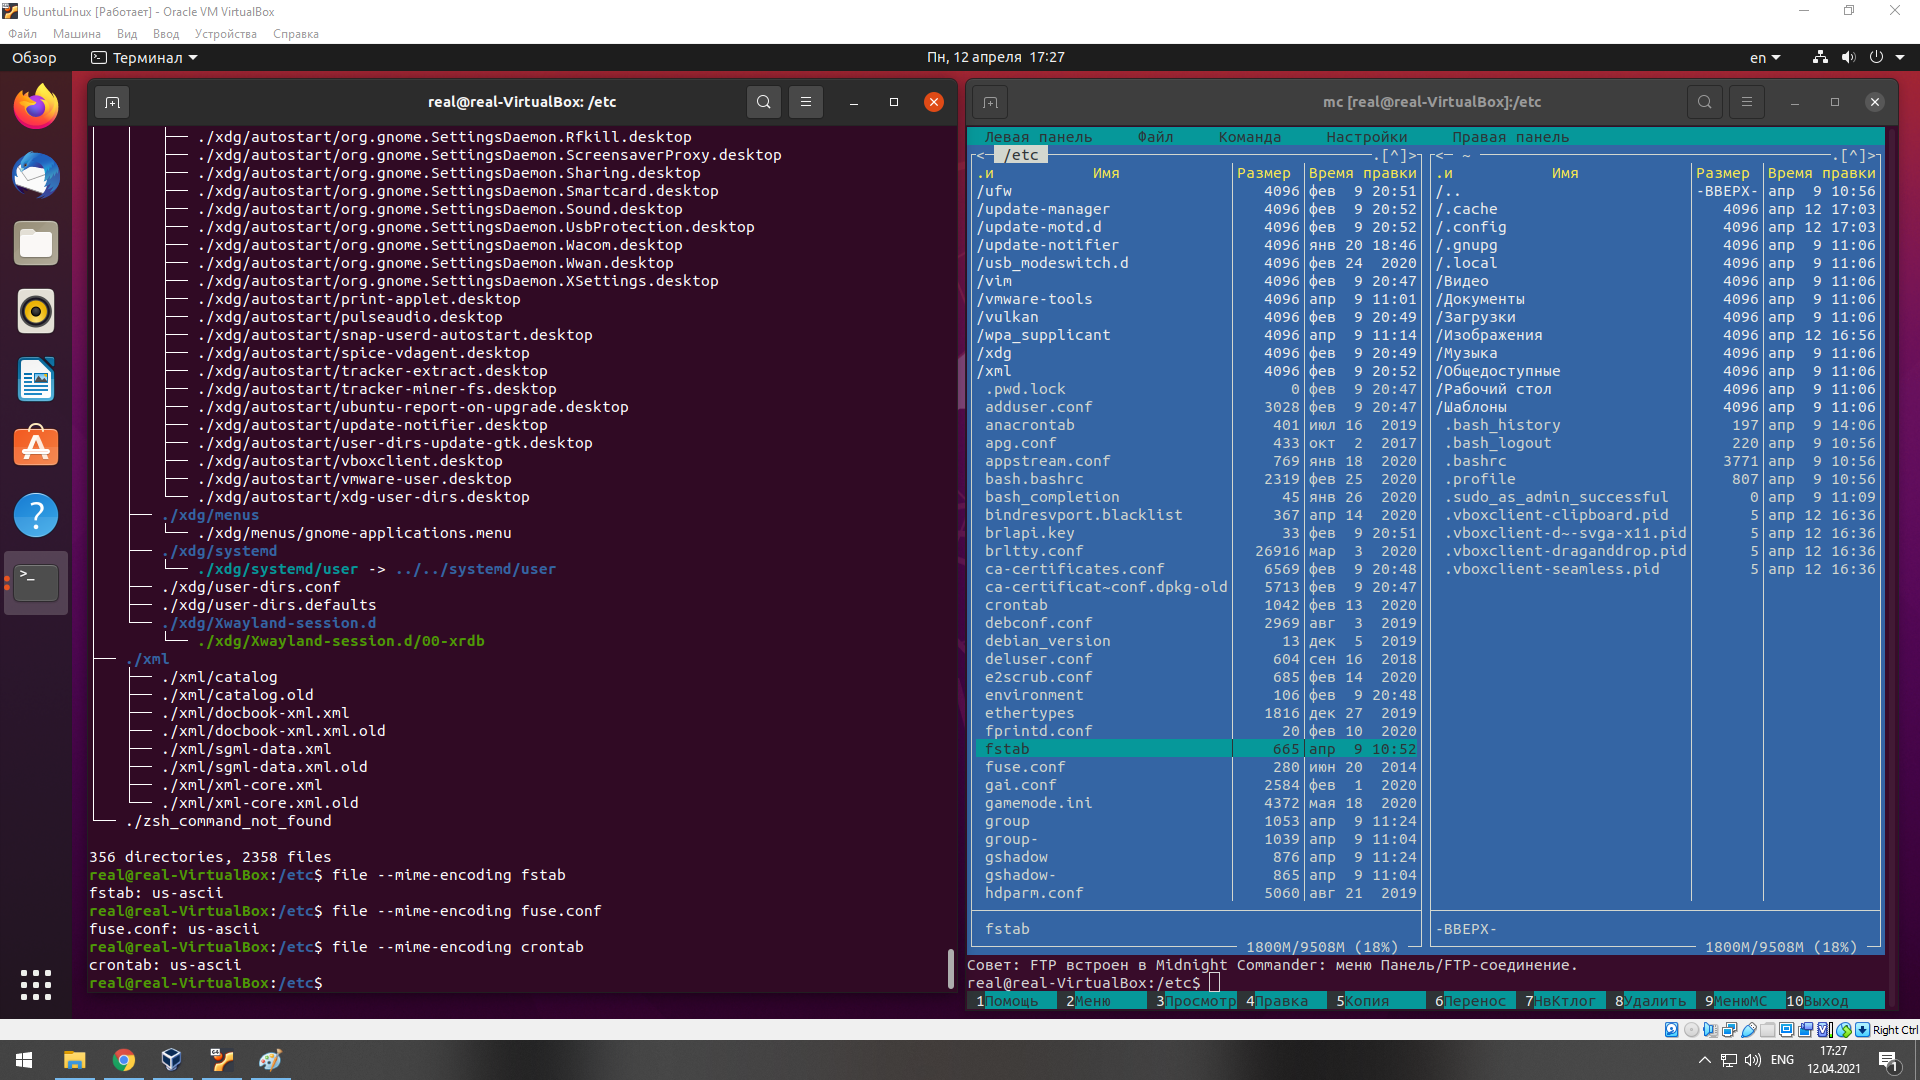 UbuntuLinux [Работает] - Oracle VM VirtualBox
Файл Машина Вид Ввод Устройства Справка
Обзор Терминал Пн, 12 апреля 17:27 en
real@real-VirtualBox: /etc
./xdg/autostart/org.gnome.SettingsDaemon.Rfkill.desktop
./xdg/autostart/org.gnome.SettingsDaemon.ScreensaverProxy.desktop
./xdg/autostart/org.gnome.SettingsDaemon.Sharing.desktop
./xdg/autostart/org.gnome.SettingsDaemon.Smartcard.desktop
./xdg/autostart/org.gnome.SettingsDaemon.Sound.desktop
./xdg/autostart/org.gnome.SettingsDaemon.UsbProtection.desktop
./xdg/autostart/org.gnome.SettingsDaemon.Wacom.desktop
./xdg/autostart/org.gnome.SettingsDaemon.Wwan.desktop
./xdg/autostart/org.gnome.SettingsDaemon.XSettings.desktop
./xdg/autostart/print-applet.desktop
./xdg/autostart/pulseaudio.desktop
./xdg/autostart/snap-userd-autostart.desktop
./xdg/autostart/spice-vdagent.desktop
./xdg/autostart/tracker-extract.desktop
./xdg/autostart/tracker-miner-fs.desktop
./xdg/autostart/ubuntu-report-on-upgrade.desktop
./xdg/autostart/update-notifier.desktop
./xdg/autostart/user-dirs-update-gtk.desktop
./xdg/autostart/vboxclient.desktop
./xdg/autostart/vmware-user.desktop
./xdg/autostart/xdg-user-dirs.desktop
./xdg/menus
./xdg/menus/gnome-applications.menu
./xdg/systemd
./xdg/systemd/user -> ../../systemd/user
./xdg/user-dirs.conf
./xdg/user-dirs.defaults
./xdg/Xwayland-session.d
./xdg/Xwayland-session.d/00-xrdb
./xml
./xml/catalog
./xml/catalog.old
./xml/docbook-xml.xml
./xml/docbook-xml.xml.old
./xml/sgml-data.xml
./xml/sgml-data.xml.old
./xml/xml-core.xml
./xml/xml-core.xml.old
./zsh_command_not_found
356 directories, 2358 files
real@real-VirtualBox:/etc$ file --mime-encoding fstab
fstab: us-ascii
real@real-VirtualBox:/etc$ file --mime-encoding fuse.conf
fuse.conf: us-ascii
real@real-VirtualBox:/etc$ file --mime-encoding crontab
crontab: us-ascii
real@real-VirtualBox:/etc$
mc [real@real-VirtualBox]:/etc
Левая панель Файл Команда Настройки Правая панель
<- /etc .[^]>
.и Имя Размер Время правки
/ufw 4096 фев 9 20:51
/update-manager 4096 фев 9 20:52
/update-motd.d 4096 фев 9 20:52
/update-notifier 4096 янв 20 18:46
/usb_modeswitch.d 4096 фев 24 2020
/vim 4096 фев 9 20:47
/vmware-tools 4096 апр 9 11:01
/vulkan 4096 фев 9 20:49
/wpa_supplicant 4096 апр 9 11:14
/xdg 4096 фев 9 20:49
/xml 4096 фев 9 20:52
.pwd.lock 0 фев 9 20:47
adduser.conf 3028 фев 9 20:47
anacrontab 401 июл 16 2019
apg.conf 433 окт 2 2017
appstream.conf 769 янв 18 2020
bash.bashrc 2319 фев 25 2020
bash_completion 45 янв 26 2020
bindresvport.blacklist 367 апр 14 2020
brlapi.key 33 фев 9 20:51
brltty.conf 26916 мар 3 2020
ca-certificates.conf 6569 фев 9 20:48
ca-certificat~conf.dpkg-old 5713 фев 9 20:47
crontab 1042 фев 13 2020
debconf.conf 2969 авг 3 2019
debian_version 13 дек 5 2019
deluser.conf 604 сен 16 2018
e2scrub.conf 685 фев 14 2020
environment 106 фев 9 20:48
ethertypes 1816 дек 27 2019
fprintd.conf 20 фев 10 2020
fstab 665 апр 9 10:52
fuse.conf 280 июн 20 2014
gai.conf 2584 фев 1 2020
gamemode.ini 4372 мая 18 2020
group 1053 апр 9 11:24
group- 1039 апр 9 11:04
gshadow 876 апр 9 11:24
gshadow- 865 апр 9 11:04
hdparm.conf 5060 авг 21 2019
fstab
1800M/9508M (18%)
<- ~ .[^]>
.и Имя Размер Время правки
/.. -ВВЕРХ- апр 9 10:56
/.cache 4096 апр 12 17:03
/.config 4096 апр 12 17:03
/.gnupg 4096 апр 9 11:06
/.local 4096 апр 9 11:06
/Видео 4096 апр 9 11:06
/Документы 4096 апр 9 11:06
/Загрузки 4096 апр 9 11:06
/Изображения 4096 апр 12 16:56
/Музыка 4096 апр 9 11:06
/Общедоступные 4096 апр 9 11:06
/Рабочий стол 4096 апр 9 11:06
/Шаблоны 4096 апр 9 11:06
.bash_history 197 апр 9 14:06
.bash_logout 220 апр 9 10:56
.bashrc 3771 апр 9 10:56
.profile 807 апр 9 10:56
.sudo_as_admin_successful 0 апр 9 11:09
.vboxclient-clipboard.pid 5 апр 12 16:36
.vboxclient-d~-svga-x11.pid 5 апр 12 16:36
.vboxclient-draganddrop.pid 5 апр 12 16:36
.vboxclient-seamless.pid 5 апр 12 16:36
-ВВЕРХ-
1800M/9508M (18%)
Совет: FTP встроен в Midnight Commander: меню Панель/FTP-соединение.
real@real-VirtualBox:/etc$
1Помощь 2Меню 3Просмотр 4Правка 5Копия 6Перенос 7НвКтлог 8Удалить 9МенюМС 10Выход
Right Ctrl
ENG 17:27
12.04.2021
1